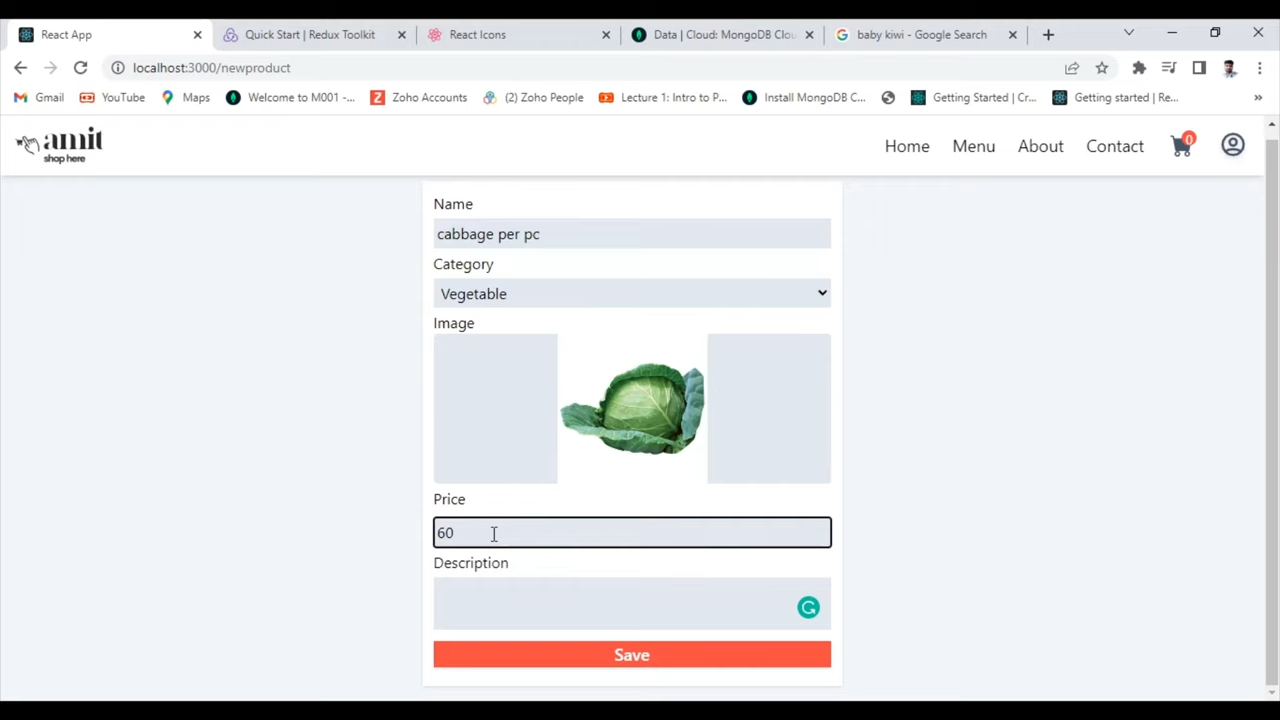 React App
Quick Start | Redux Toolkit
React Icons
Data | Cloud: MongoDB Clou
baby kiwi - Google Search
localhost:3000/newproduct
Gmail
YouTube
Maps
Welcome to M001 -...
Zoho Accounts
(2) Zoho People
Lecture 1: Intro to P...
Install MongoDB C...
Getting Started | Cr...
Getting started | Re...
amit
shop here
Home
Menu
About
Contact
0
Name
cabbage per pc
Category
Vegetable
Image
Price
60
Description
Save